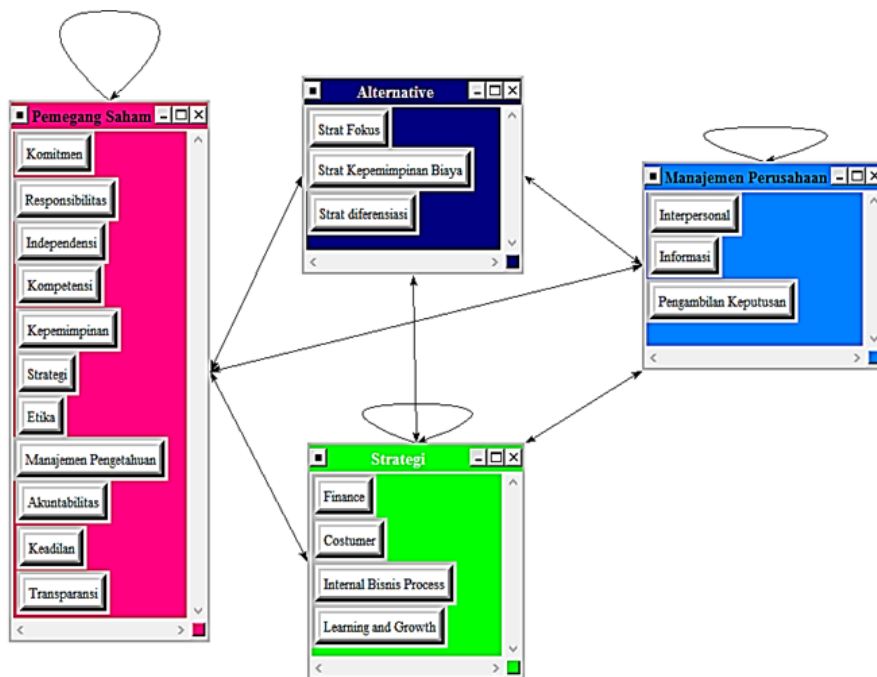 Pemegang Saham
Komitmen
Responsibilitas
Independensi
Kompetensi
Kepemimpinan
Strategi
Etika
Manajemen Pengetahuan
Akuntabilitas
Keadilan
Transparansi
Alternative
Strat Fokus
Strat Kepemimpinan Biaya
Strat diferensiasi
Manajemen Perusahaan
Interpersonal
Informasi
Pengambilan Keputusan
Strategi
Finance
Costumer
Internal Bisnis Process
Learning and Growth